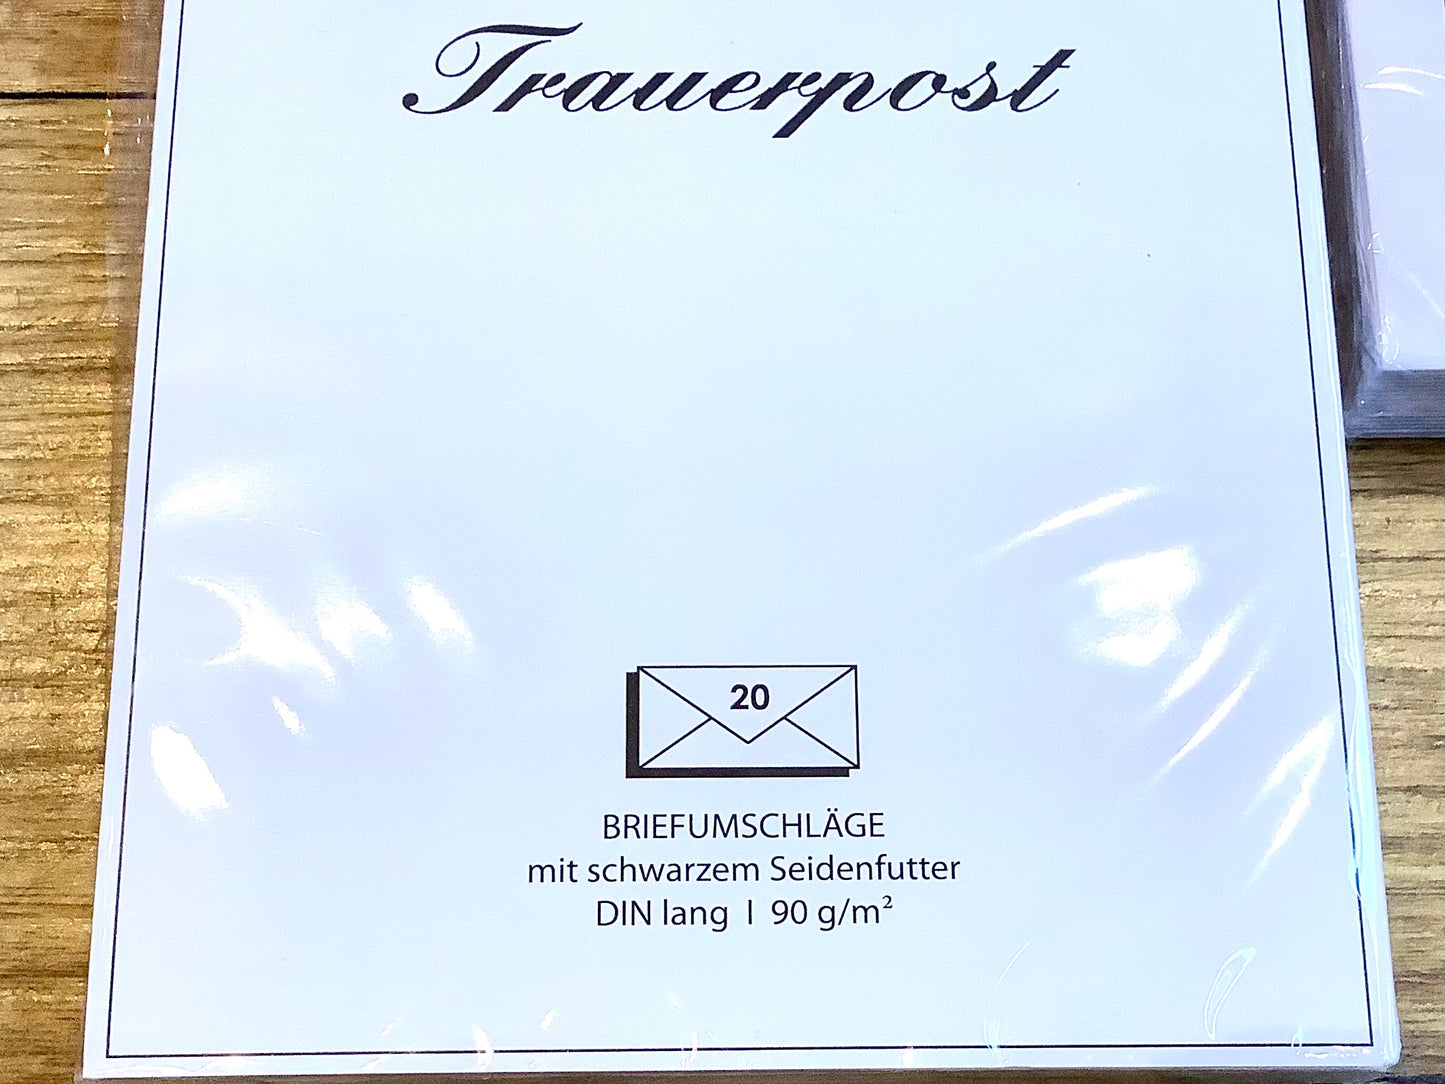 Trauerpost
20
BRIEFUMSCHLÄGE
mit schwarzem Seidenfutter
DIN lang I 90 g/m²